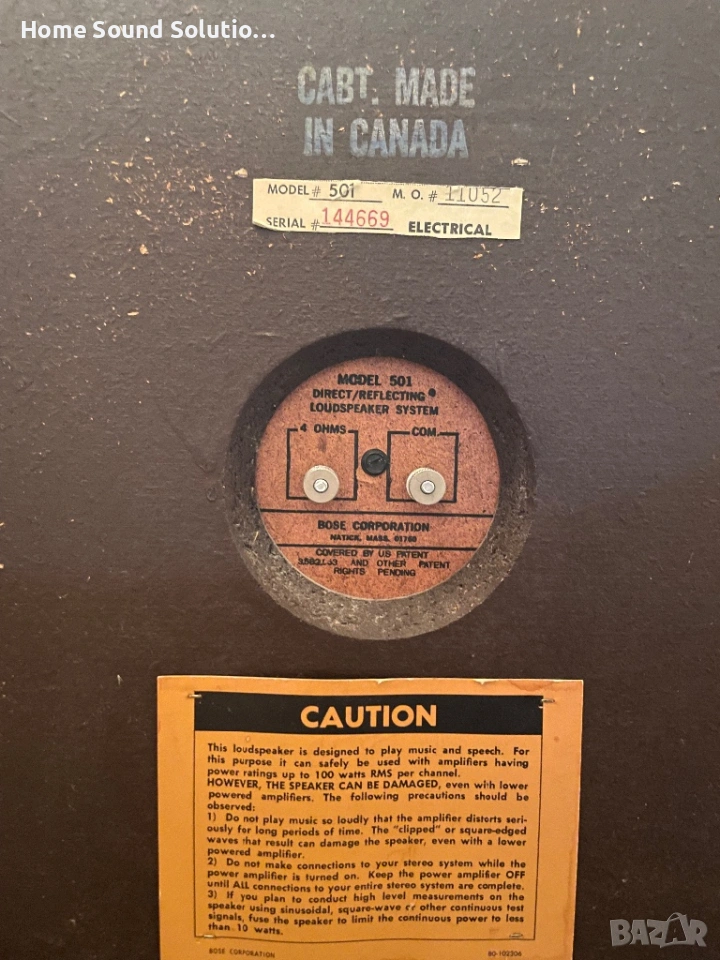 Home Sound Solutio...
CABT. MADE
IN CANADA
MODEL # 501 M. O. # 11052
SERIAL # 144669 ELECTRICAL
MODEL 501
DIRECT/REFLECTING ®
LOUDSPEAKER SYSTEM
4 OHMS COM.
BOSE CORPORATION
NATICK, MASS. 01760
COVERED BY US PATENT
AND OTHER PATENT
RIGHTS PENDING
CAUTION
This loudspeaker is designed to play music and speech. For
this purpose it can safely be used with amplifiers having
power ratings up to 100 watts RMS per channel.
HOWEVER, THE SPEAKER CAN BE DAMAGED, even with lower
powered amplifiers. The following precautions should be
observed:
1) Do not play music so loudly that the amplifier distorts seri-
ously for long periods of time. The "clipped" or square-edged
waves that result can damage the speaker, even with a lower
powered amplifier.
2) Do not make connections to your stereo system while the
power amplifier is turned on. Keep the power amplifier OFF
until ALL connections to your entire stereo system are complete.
3) If you plan to conduct high level measurements on the
speaker using sinusoidal, square-wave or other continuous test
signals, fuse the speaker to limit the continuous power to less
than 10 watts.
BOSE CORPORATION 80-102306
BAZAR